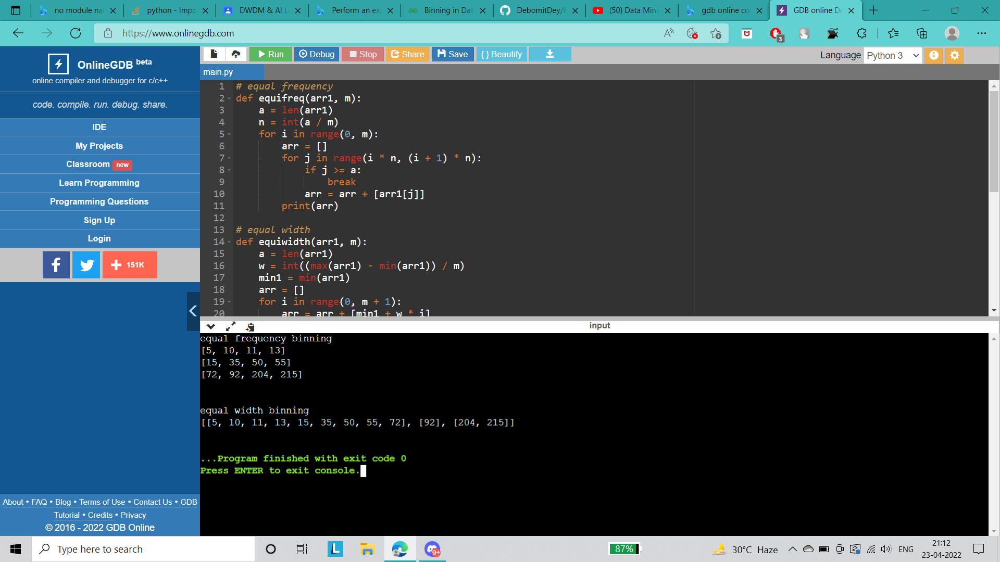 no module na
python - Impo
DWDM & AI L
Perform an exp
Binning in Dat
DebomitDey/b
(50) Data Mini
gdb online co
GDB online De
https://www.onlinegdb.com
3
OnlineGDB beta
online compiler and debugger for c/c++
code. compile. run. debug. share.
IDE
My Projects
Classroom new
Learn Programming
Programming Questions
Sign Up
Login
151K
About • FAQ • Blog • Terms of Use • Contact Us • GDB
Tutorial • Credits • Privacy
© 2016 - 2022 GDB Online
Run Debug Stop Share Save { } Beautify
Language Python 3
main.py
1 # equal frequency
2 def equifreq(arr1, m):
3 a = len(arr1)
4 n = int(a / m)
5 for i in range(0, m):
6 arr = []
7 for j in range(i * n, (i + 1) * n):
8 if j >= a:
9 break
10 arr = arr + [arr1[j]]
11 print(arr)
12
13 # equal width
14 def equiwidth(arr1, m):
15 a = len(arr1)
16 w = int((max(arr1) - min(arr1)) / m)
17 min1 = min(arr1)
18 arr = []
19 for i in range(0, m + 1):
20 arr = arr + [min1 + w * i]
input
equal frequency binning
[5, 10, 11, 13]
[15, 35, 50, 55]
[72, 92, 204, 215]
equal width binning
[[5, 10, 11, 13, 15, 35, 50, 55, 72], [92], [204, 215]]
...Program finished with exit code 0
Press ENTER to exit console.
Type here to search
L
9+
87%
30°C Haze
ENG
21:12
23-04-2022